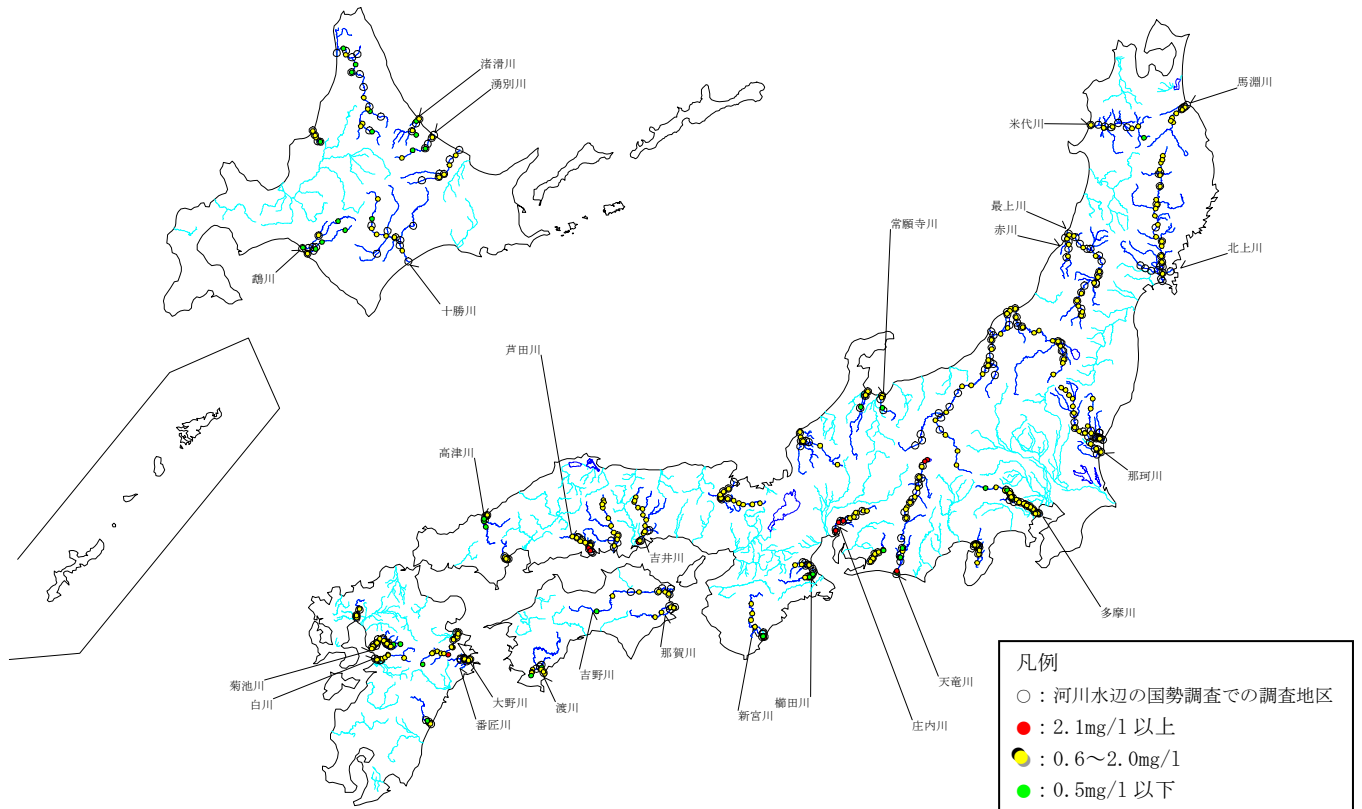 渚滑川
湧別川
馬淵川
米代川
最上川
赤川
常願寺川
北上川
鵡川
十勝川
芦田川
高津川
那珂川
吉井川
多摩川
菊池川
白川
大野川
番匠川
渡川
吉野川
那賀川
新宮川
櫛田川
天竜川
庄内川
凡例
○：河川水辺の国勢調査での調査地区
●：2.1mg/l 以上
●：0.6～2.0mg/l
●：0.5mg/l 以下